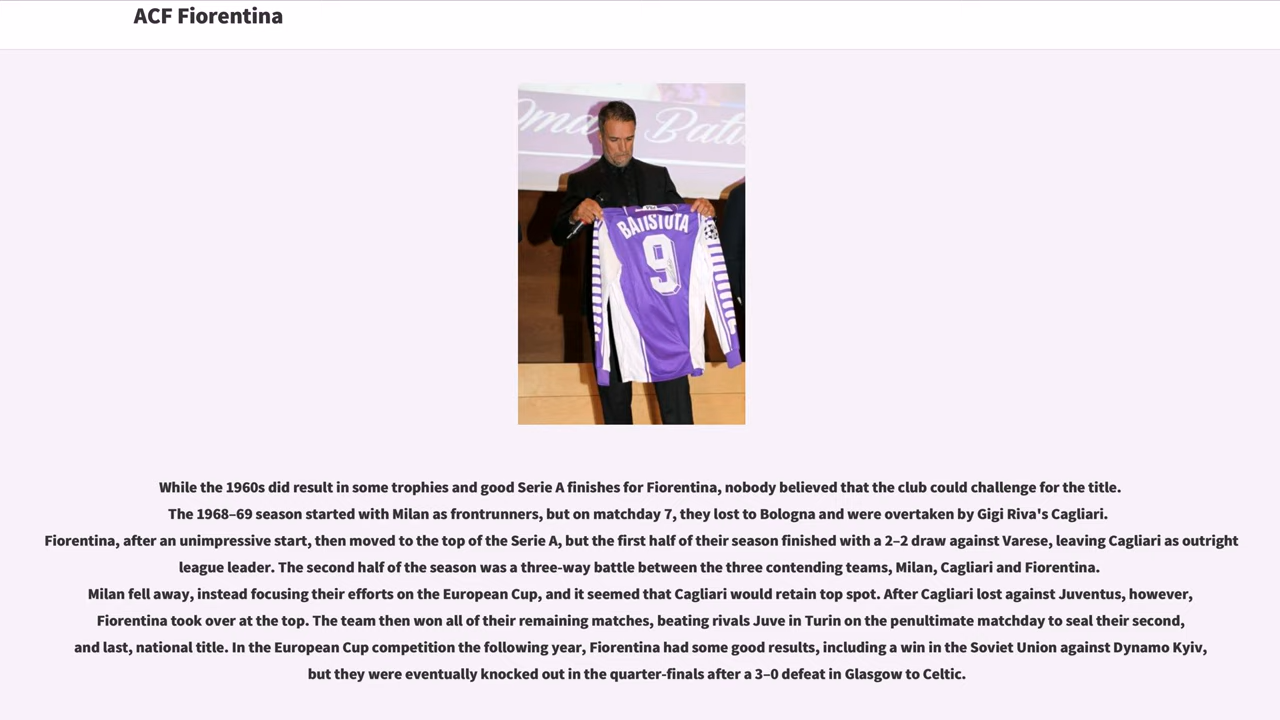 ACF Fiorentina
BATISTUTA
9
While the 1960s did result in some trophies and good Serie A finishes for Fiorentina, nobody believed that the club could challenge for the title.
The 1968–69 season started with Milan as frontrunners, but on matchday 7, they lost to Bologna and were overtaken by Gigi Riva's Cagliari.
Fiorentina, after an unimpressive start, then moved to the top of the Serie A, but the first half of their season finished with a 2–2 draw against Varese, leaving Cagliari as outright
league leader. The second half of the season was a three-way battle between the three contending teams, Milan, Cagliari and Fiorentina.
Milan fell away, instead focusing their efforts on the European Cup, and it seemed that Cagliari would retain top spot. After Cagliari lost against Juventus, however,
Fiorentina took over at the top. The team then won all of their remaining matches, beating rivals Juve in Turin on the penultimate matchday to seal their second,
and last, national title. In the European Cup competition the following year, Fiorentina had some good results, including a win in the Soviet Union against Dynamo Kyiv,
but they were eventually knocked out in the quarter-finals after a 3–0 defeat in Glasgow to Celtic.